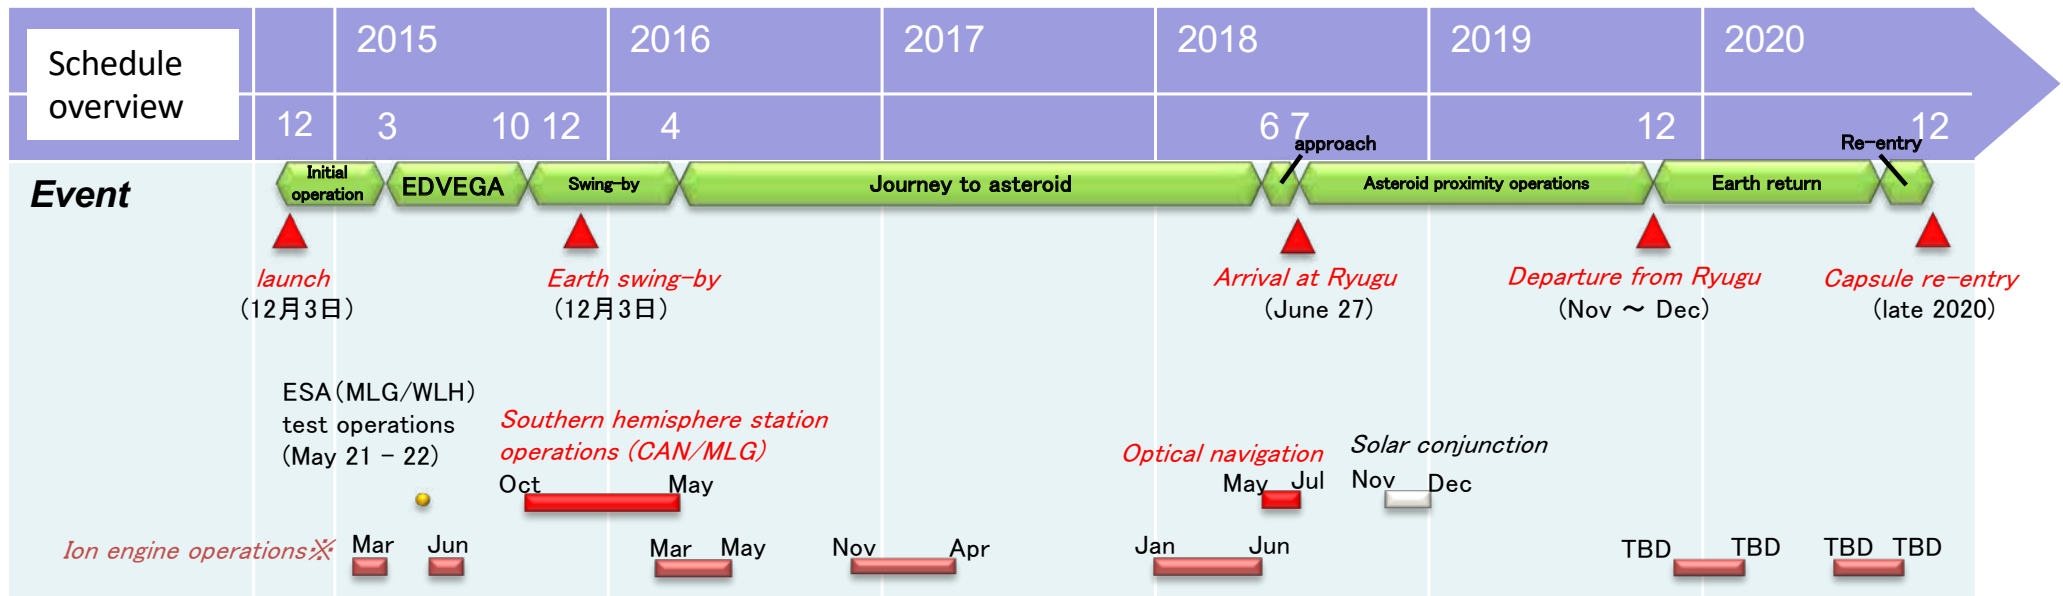 Schedule
overview
2015 2016 2017 2018 2019 2020
12 3 10 12 4 6 7 12 12
approach
Re-entry
Event
Initial
operation
EDVEGA
Swing-by
Journey to asteroid
Asteroid proximity operations
Earth return
launch
(12月3日)
Earth swing-by
(12月3日)
Arrival at Ryugu
(June 27)
Departure from Ryugu
(Nov ～ Dec)
Capsule re-entry
(late 2020)
ESA(MLG/WLH)
test operations
(May 21 - 22)
Southern hemisphere station
operations (CAN/MLG)
Oct May
Optical navigation
May Jul
Solar conjunction
Nov Dec
Ion engine operations※
Mar Jun Mar May Nov Apr Jan Jun TBD TBD TBD TBD